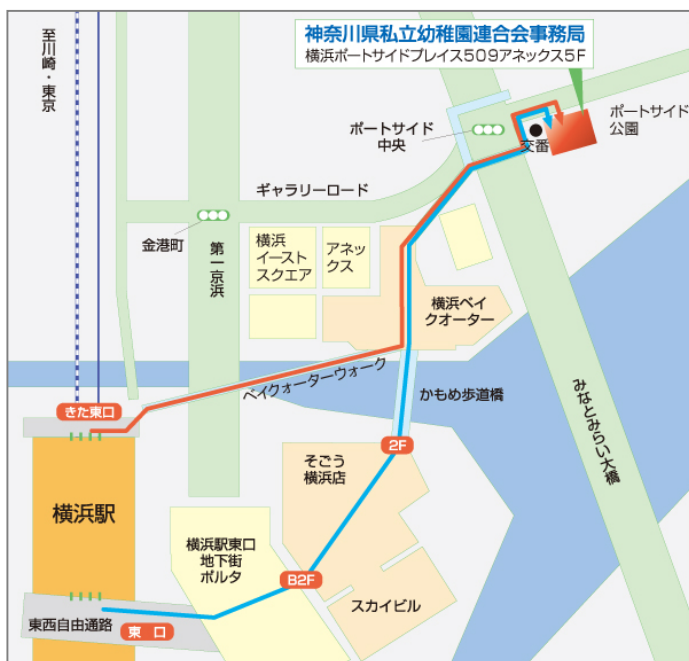 神奈川県私立幼稚園連合会事務局
横浜ポートサイドプレイス509アネックス5F
至川崎・東京
ポートサイド
中央
交番
ポートサイド
公園
ギャラリーロード
金港町
第一京浜
横浜
イースト
スクエア
アネッ
クス
横浜ベイ
クオーター
ベイクォーターウォーク
かもめ歩道橋
みなとみらい大橋
きた東口
2F
そごう
横浜店
横浜駅
横浜駅東口
地下街
ポルタ
B2F
スカイビル
東西自由通路
東口